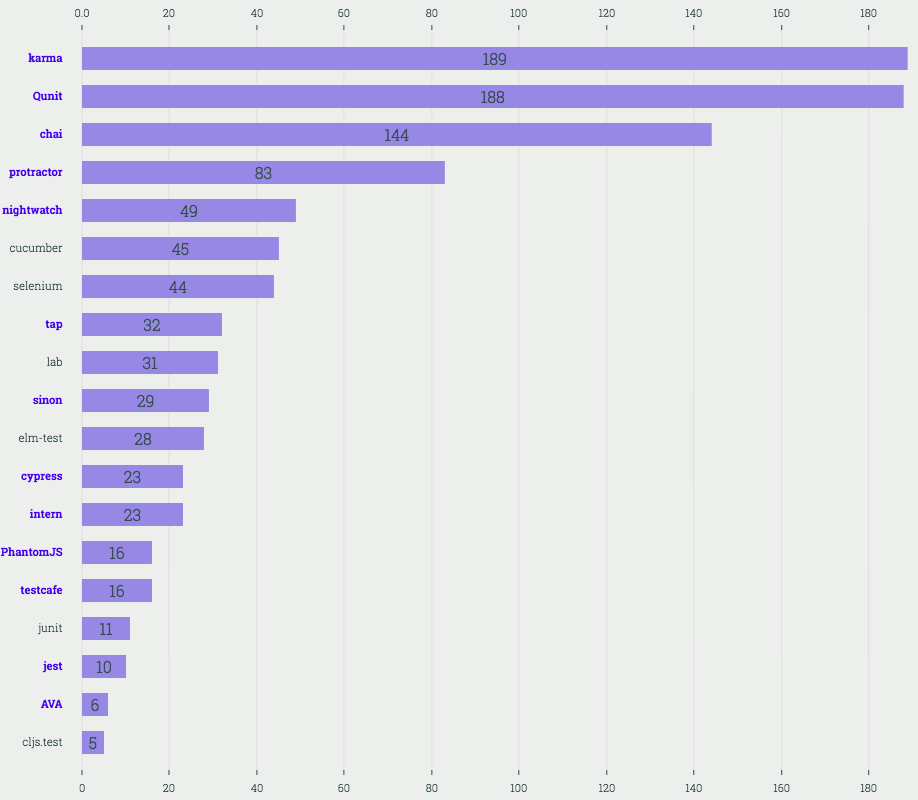 0.0 20 40 60 80 100 120 140 160 180
karma 189
Qunit 188
chai 144
protractor 83
nightwatch 49
cucumber 45
selenium 44
tap 32
lab 31
sinon 29
elm-test 28
cypress 23
intern 23
PhantomJS 16
testcafe 16
junit 11
jest 10
AVA 6
cljs.test 5
0 20 40 60 80 100 120 140 160 180